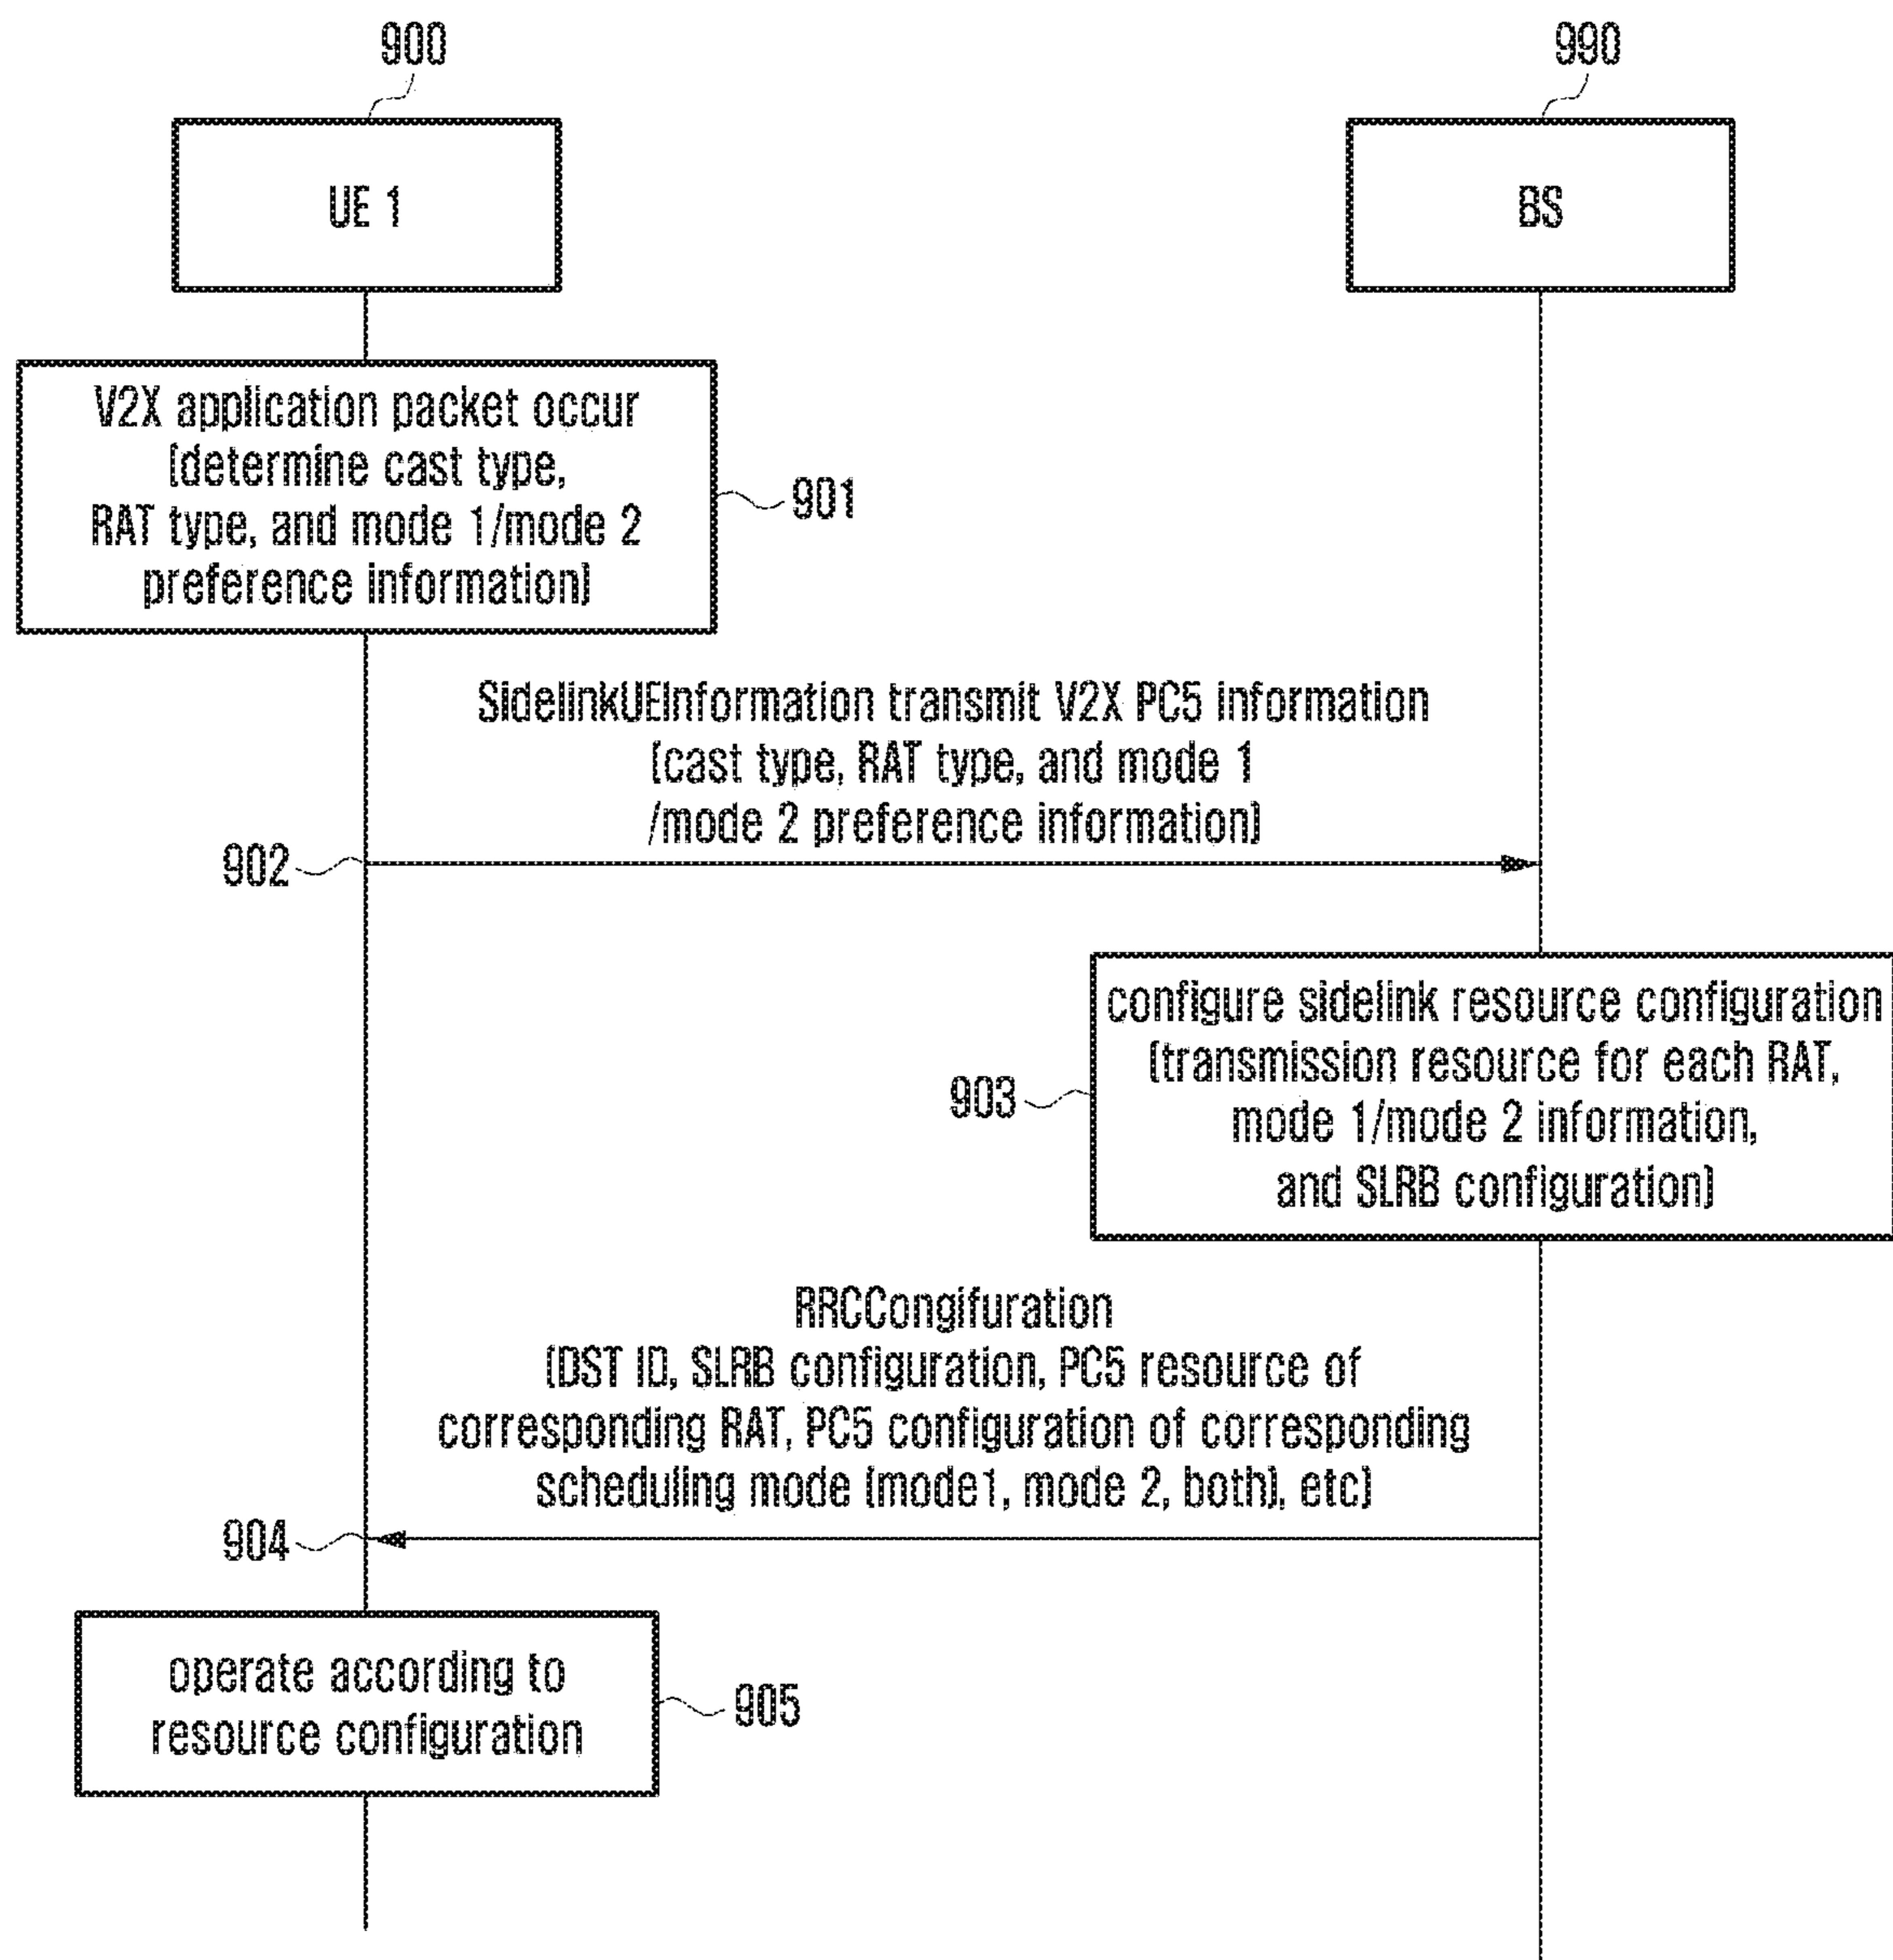 900
990
UE 1
BS
V2X application packet occur
(determine cast type,
RAT type, and mode 1/mode 2
preference information)
901
SidelinkUEInformation transmit V2X PC5 information
(cast type, RAT type, and mode 1
/mode 2 preference information)
902
configure sidelink resource configuration
(transmission resource for each RAT,
mode 1/mode 2 information,
and SLRB configuration)
903
RRCCongifuration
(DST ID, SLRB configuration, PC5 resource of
corresponding RAT, PC5 configuration of corresponding
scheduling mode (mode1, mode 2, both), etc)
904
operate according to
resource configuration
905